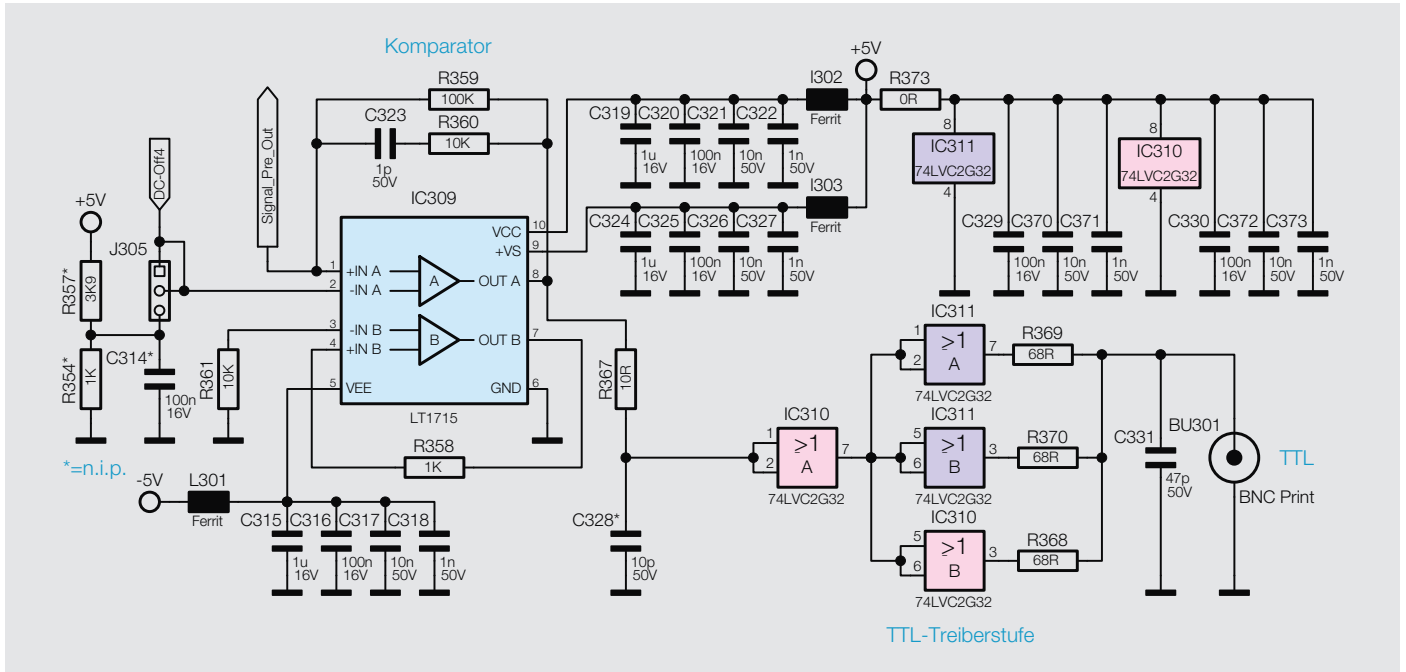 Komparator
Signal_Pre_Out
R359
100K
C323
1p
50V
R360
10K
DC-Off4
+5V
J305
R357*
3K9
R354*
1K
C314*
100n
16V
R361
10K
IC309
1 +IN A
2 -IN A
3 -IN B
4 +IN B
5 VEE
A
B
VCC 10
+VS 9
OUT A 8
OUT B 7
GND 6
LT1715
R358
1K
*=n.i.p.
-5V
L301
Ferrit
C315 C316 C317 C318
1u
16V
100n
16V
10n
50V
1n
50V
C319 C320 C321 C322
1u
16V
100n
16V
10n
50V
1n
50V
I302
Ferrit
+5V
R373
0R
C324 C325 C326 C327
1u
16V
100n
16V
10n
50V
1n
50V
I303
Ferrit
8
IC311
74LVC2G32
4
C329 C370 C371
100n
16V
10n
50V
1n
50V
8
IC310
74LVC2G32
4
C330 C372 C373
100n
16V
10n
50V
1n
50V
R367
10R
C328*
10p
50V
IC310
1
2
≥1
A
7
74LVC2G32
IC311
1
2
≥1
A
7
74LVC2G32
R369
68R
IC311
5
6
≥1
B
3
74LVC2G32
R370
68R
IC310
5
6
≥1
B
3
74LVC2G32
R368
68R
C331
47p
50V
BU301
TTL
BNC Print
TTL-Treiberstufe